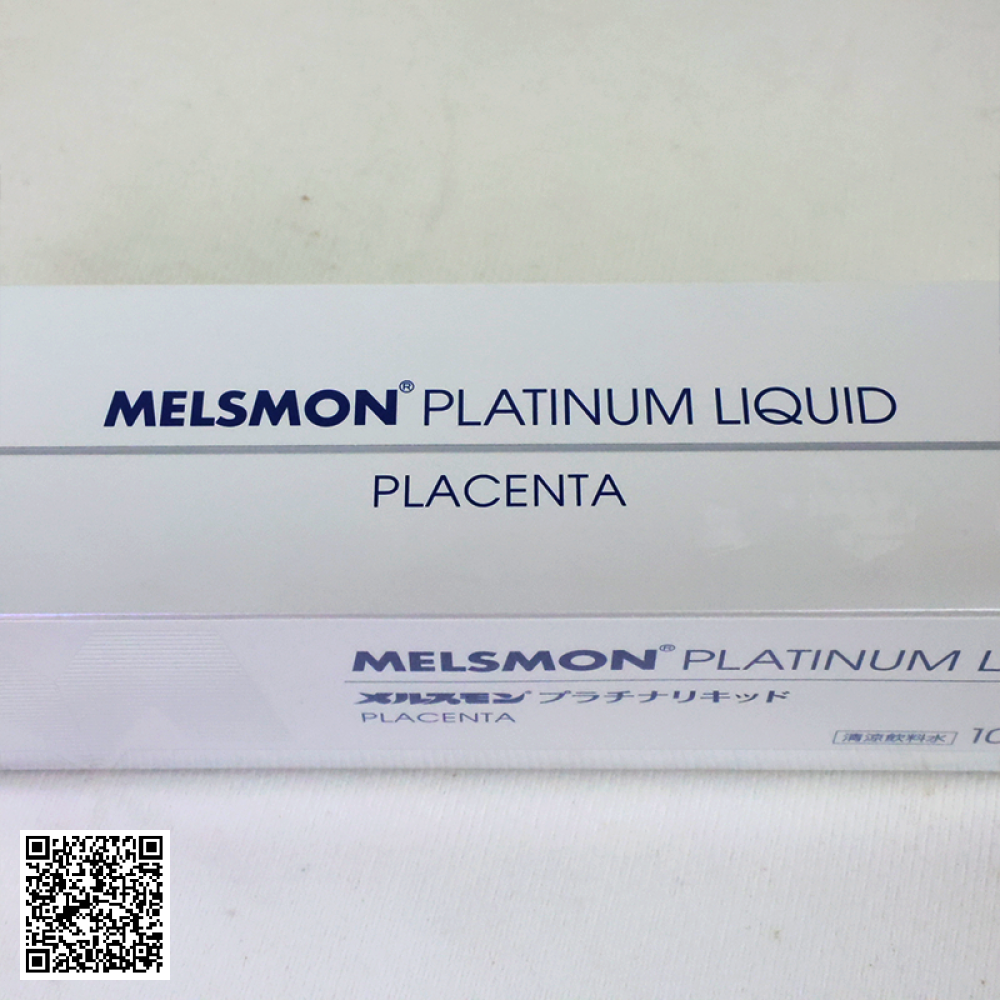 MELSMON® PLATINUM LIQUID
PLACENTA
MELSMON® PLATINUM L
メルスモン プラチナリキッド
PLACENTA
清涼飲料水 10